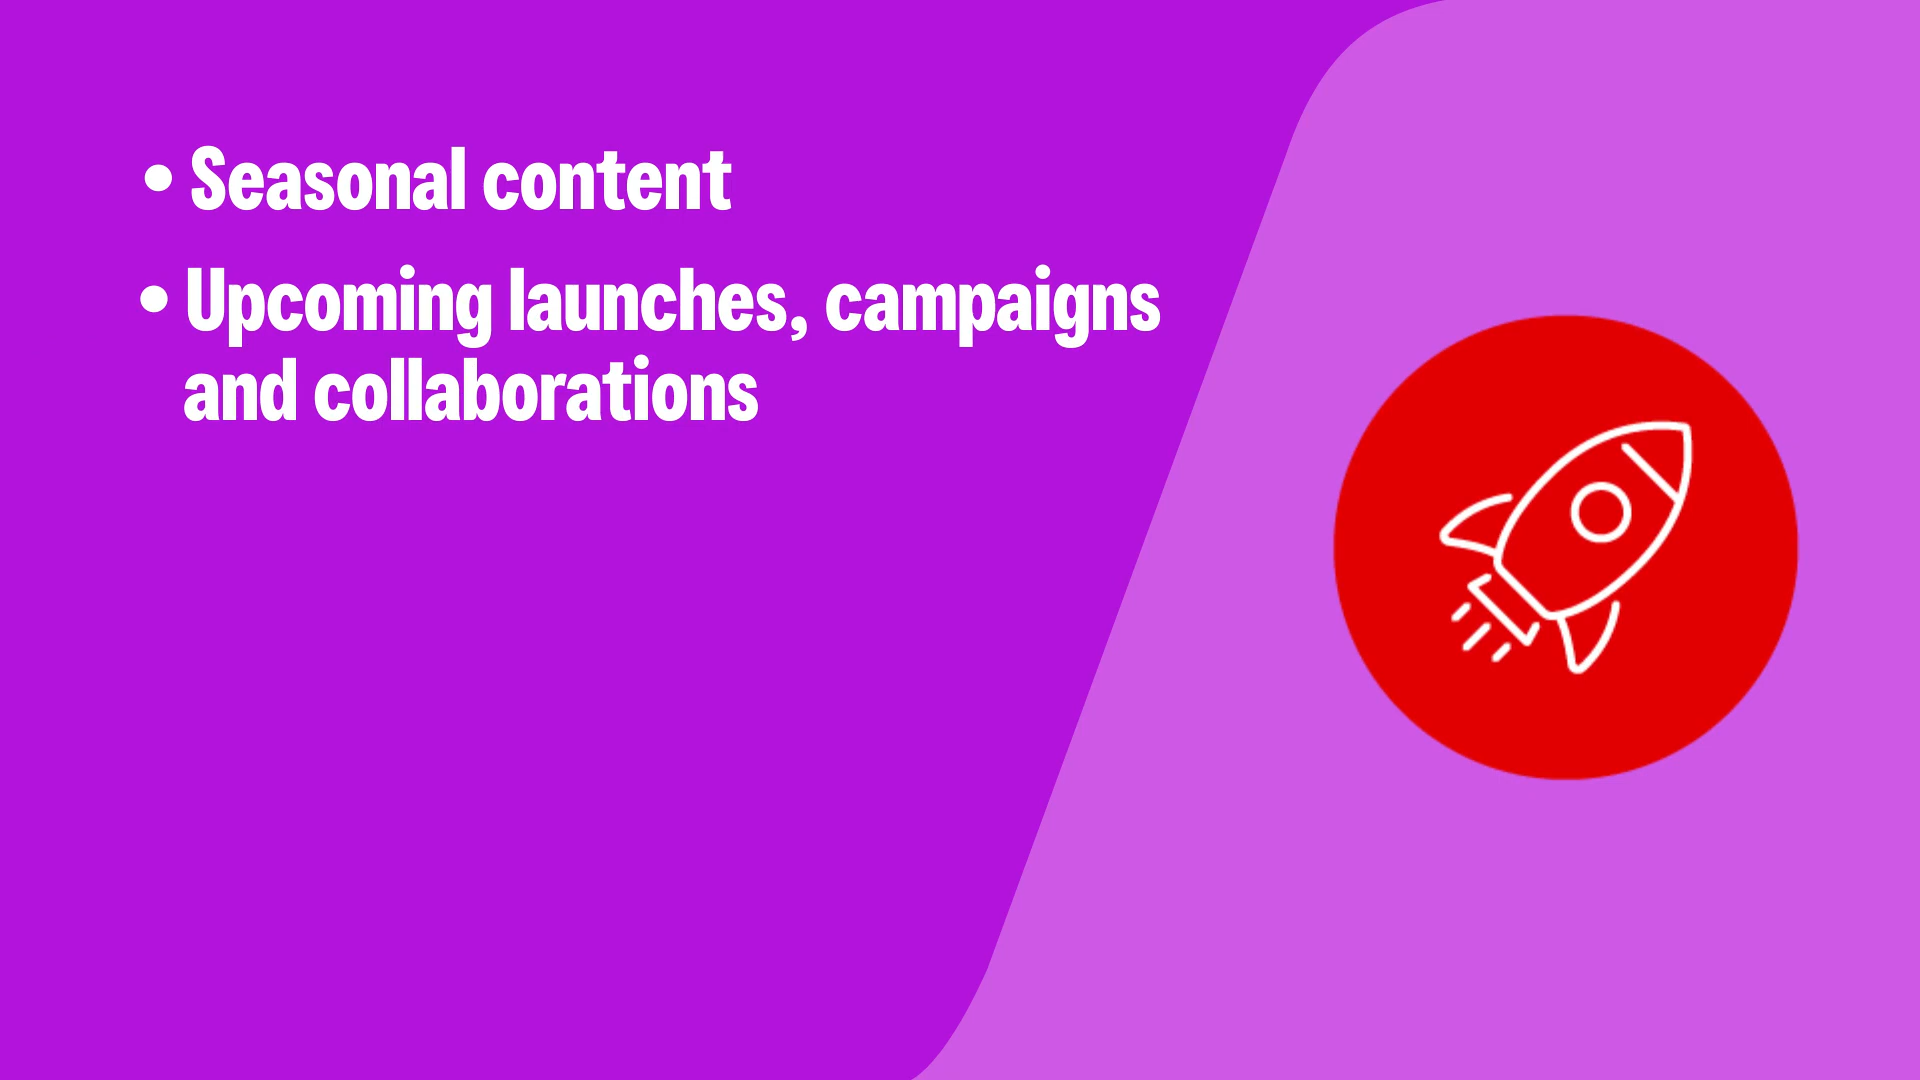 • Seasonal content
• Upcoming launches, campaigns
and collaborations